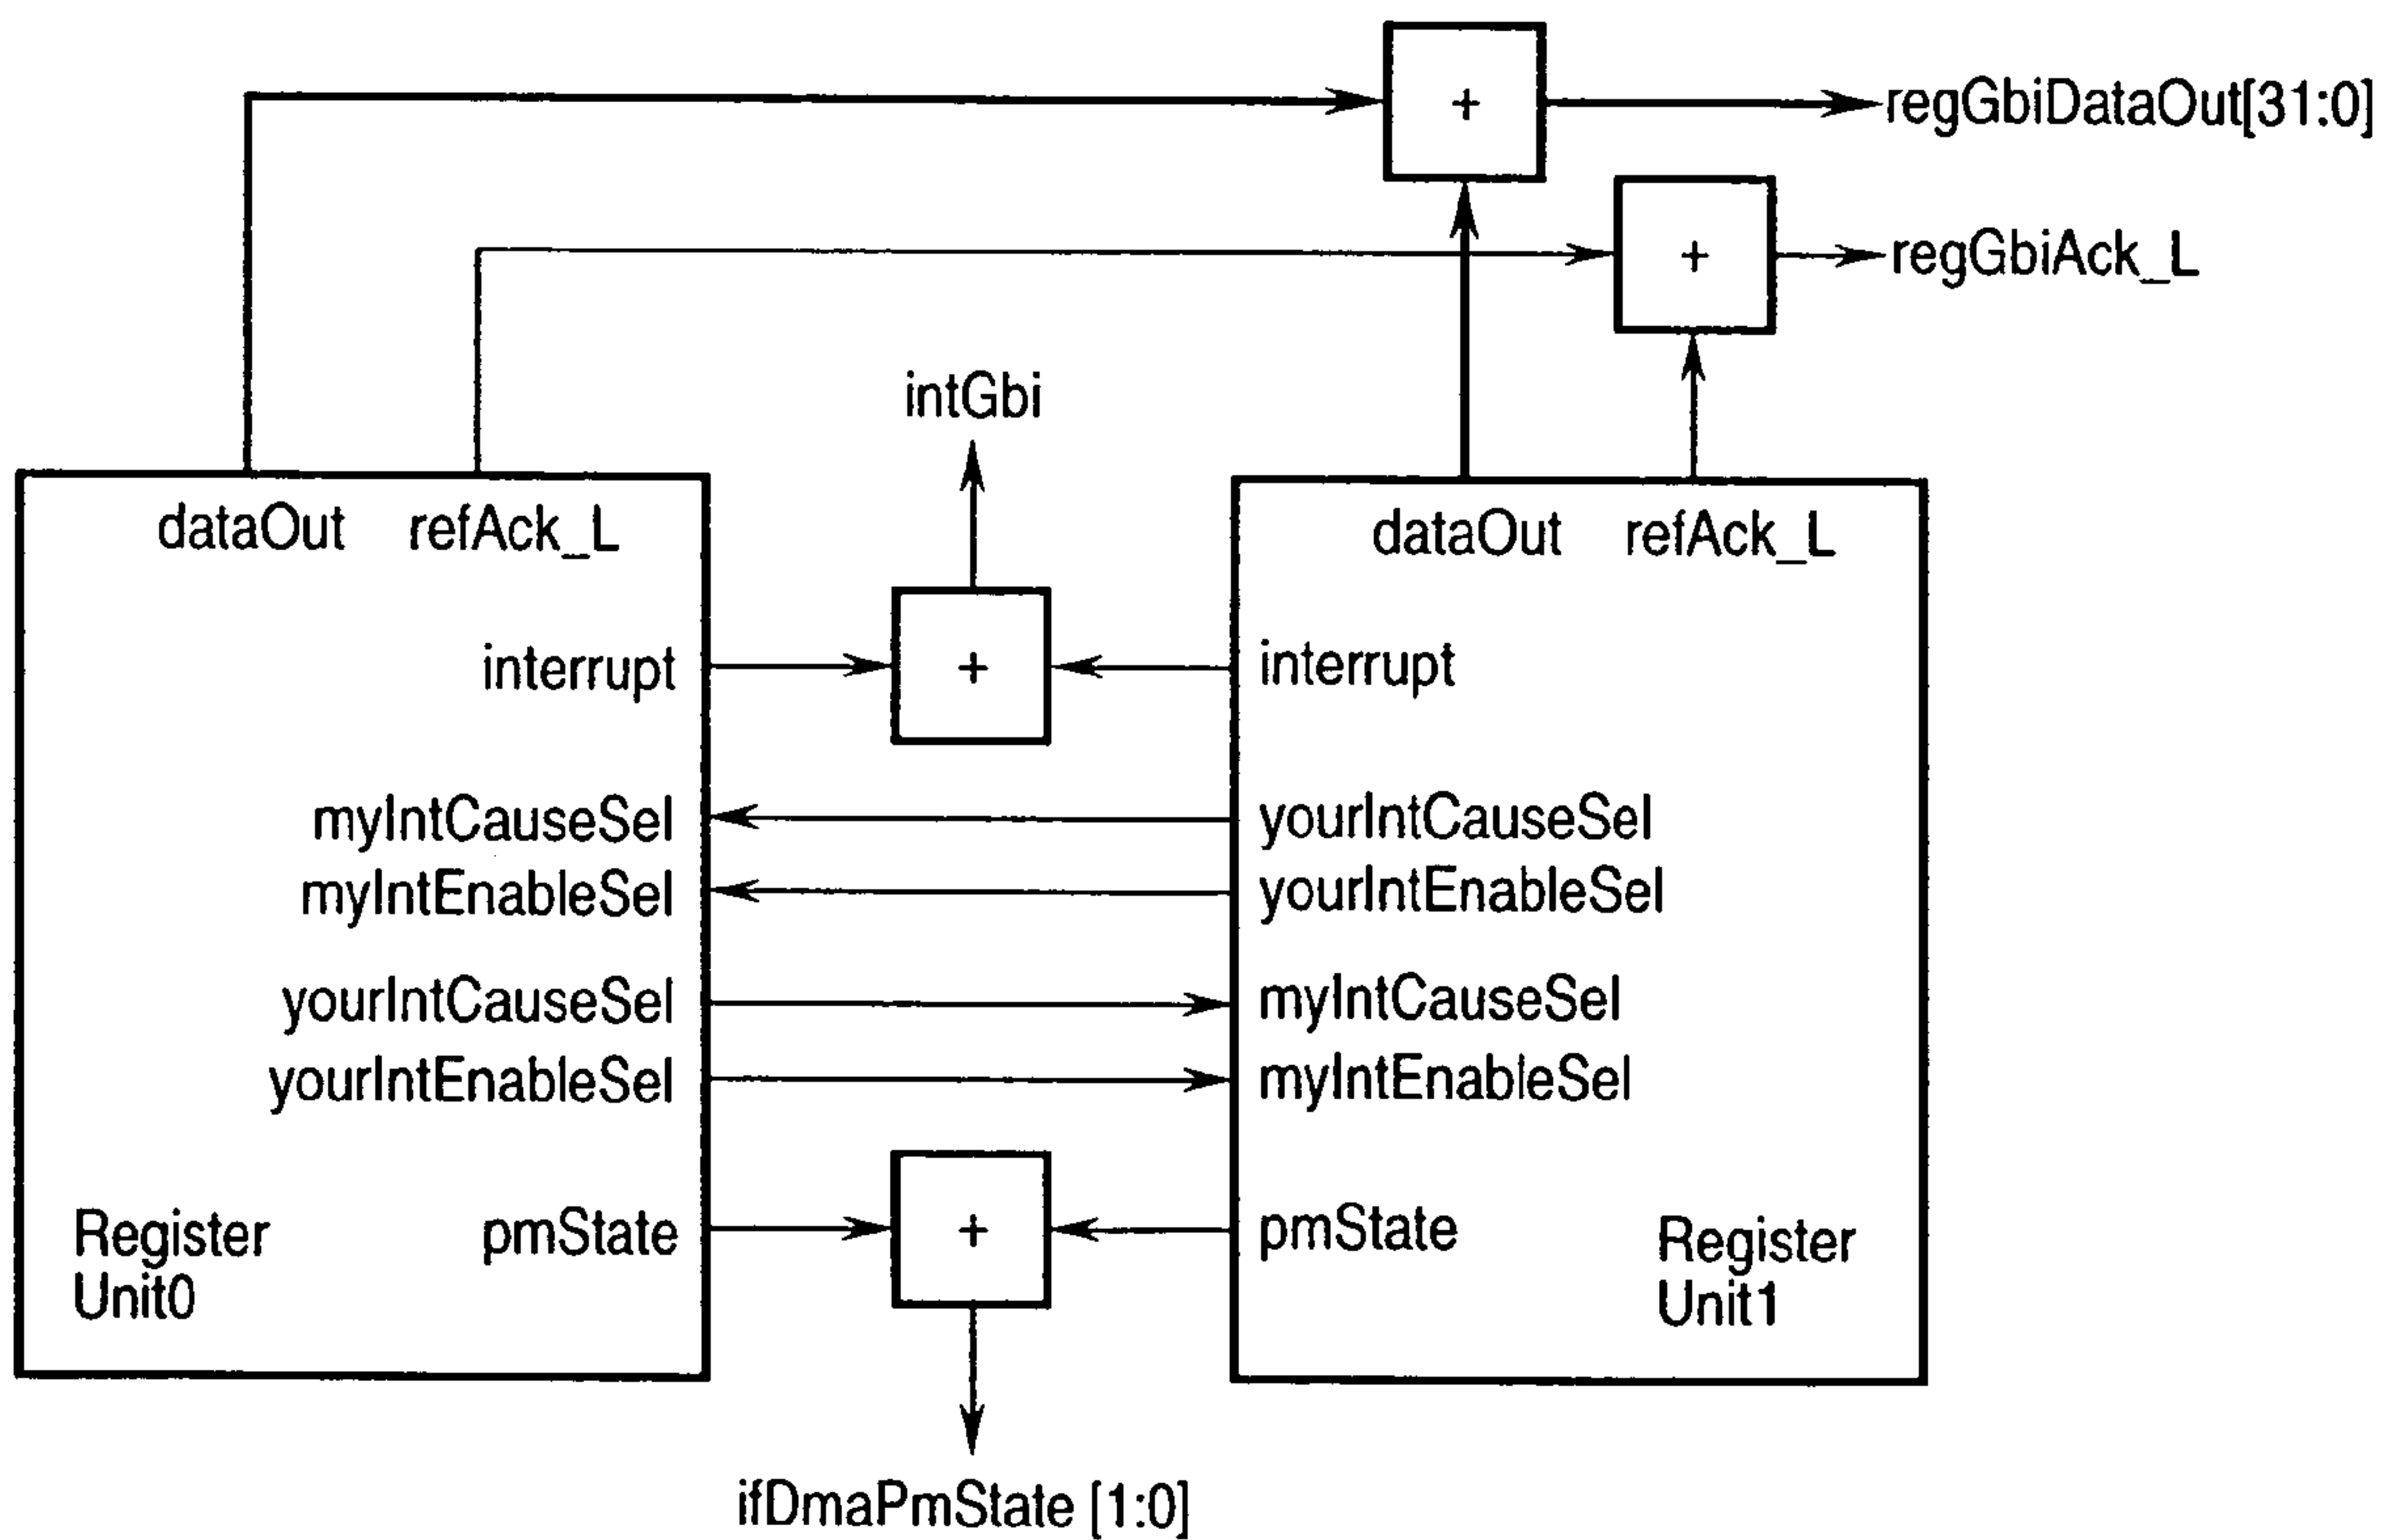 +
regGbiDataOut[31:0]
+
regGbiAck_L
intGbi
dataOut refAck_L
dataOut refAck_L
interrupt
+
interrupt
myIntCauseSel
yourIntCauseSel
myIntEnableSel
yourIntEnableSel
yourIntCauseSel
myIntCauseSel
yourIntEnableSel
myIntEnableSel
Register
Unit0
pmState
+
pmState
Register
Unit1
ifDmaPmState [1:0]